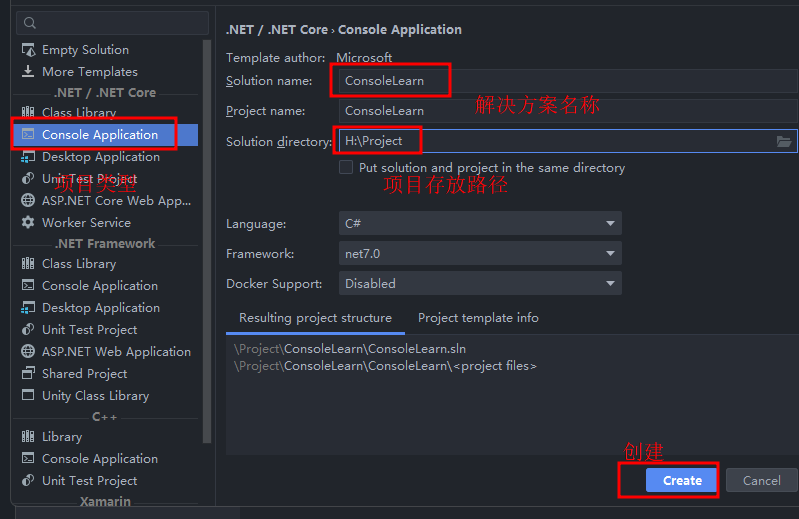 Empty Solution
More Templates
.NET / .NET Core
Class Library
Console Application
Desktop Application
Unit Test Project
项目类型
ASP.NET Core Web App...
Worker Service
.NET Framework
Class Library
Console Application
Desktop Application
Unit Test Project
ASP.NET Web Application
Shared Project
Unity Class Library
C++
Library
Console Application
Unit Test Project
Xamarin
.NET / .NET Core › Console Application
Template author: Microsoft
Solution name: ConsoleLearn
解决方案名称
Project name: ConsoleLearn
Solution directory: H:\Project
Put solution and project in the same directory
项目存放路径
Language: C#
Framework: net7.0
Docker Support: Disabled
Resulting project structure Project template info
\Project\ConsoleLearn\ConsoleLearn.sln
\Project\ConsoleLearn\ConsoleLearn\<project files>
创建
Create Cancel